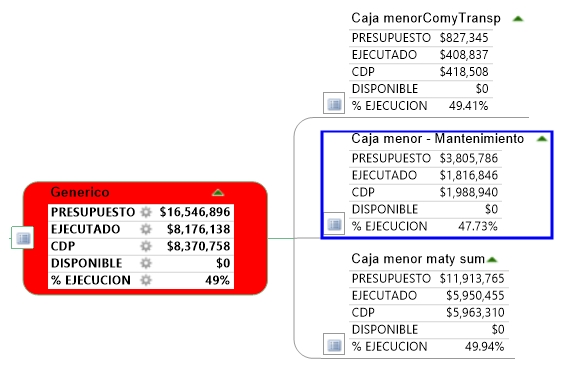 Caja menorComyTransp
PRESUPUESTO $827,345
EJECUTADO $408,837
CDP $418,508
DISPONIBLE $0
% EJECUCION 49.41%
Caja menor - Mantenimiento
PRESUPUESTO $3,805,786
EJECUTADO $1,816,846
CDP $1,988,940
DISPONIBLE $0
% EJECUCION 47.73%
Generico
PRESUPUESTO $16,546,896
EJECUTADO $8,176,138
CDP $8,370,758
DISPONIBLE $0
% EJECUCION 49%
Caja menor maty sum
PRESUPUESTO $11,913,765
EJECUTADO $5,950,455
CDP $5,963,310
DISPONIBLE $0
% EJECUCION 49.94%